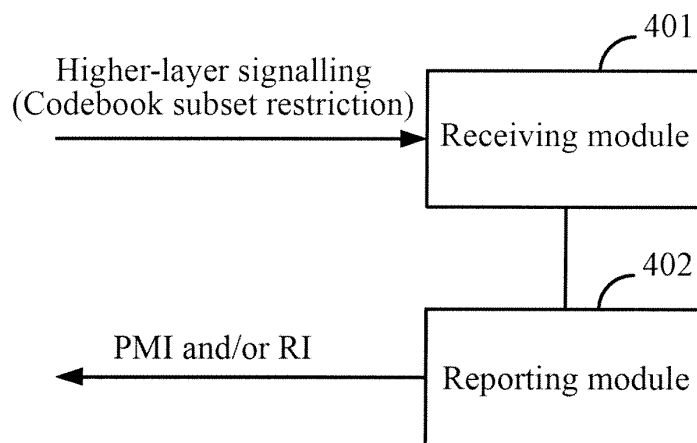 401
Higher-layer signalling
(Codebook subset restriction)
Receiving module
402
PMI and/or RI
Reporting module